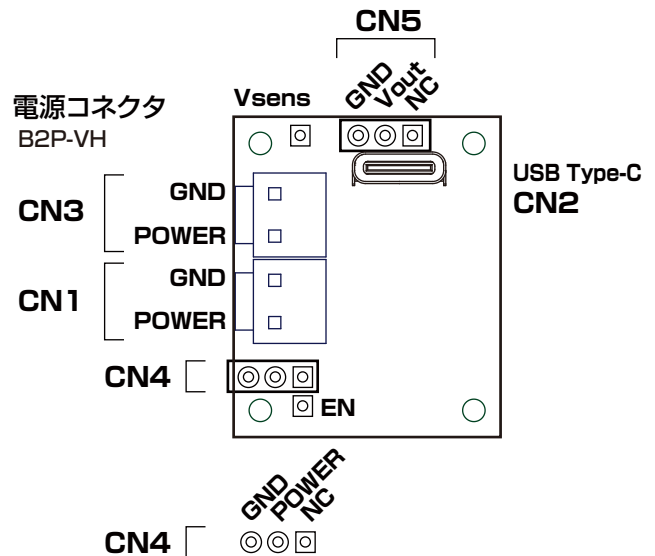 CN5
GND
Vout
NC
電源コネクタ
B2P-VH
Vsens
USB Type-C
CN2
CN3
GND
POWER
CN1
GND
POWER
CN4
EN
GND
POWER
NC
CN4